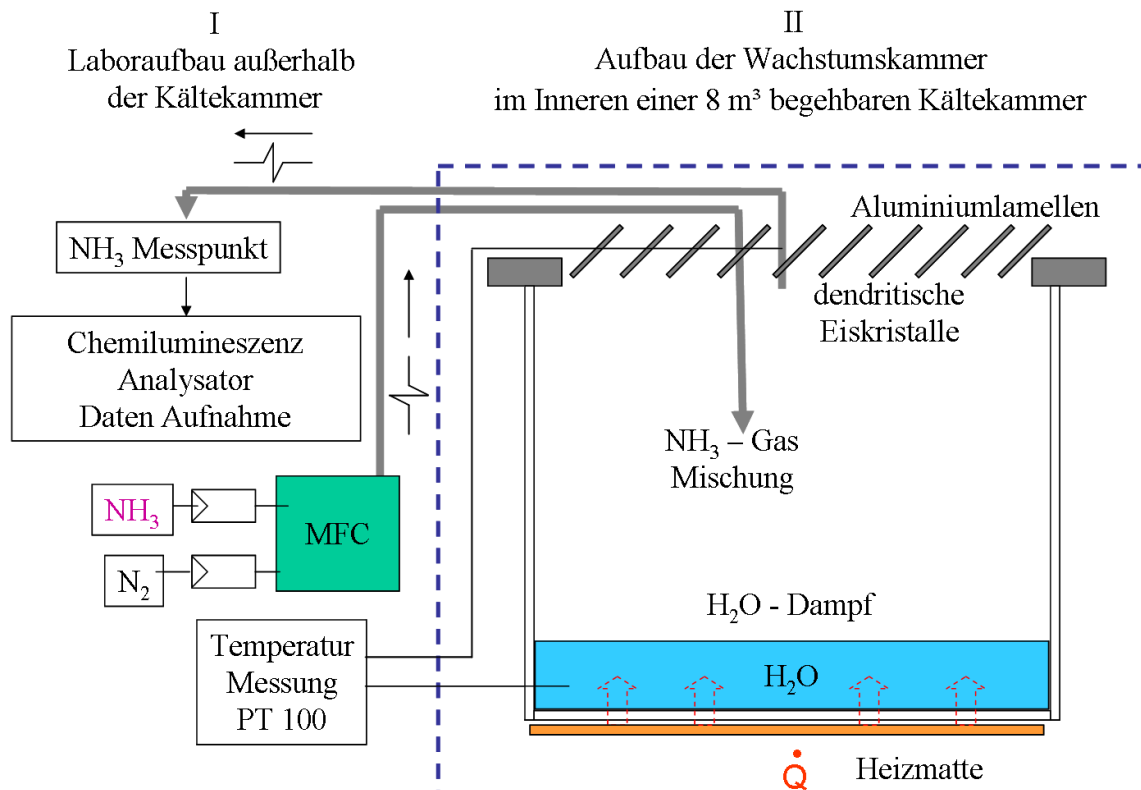 I
Laboraufbau außerhalb
der Kältekammer
II
Aufbau der Wachstumskammer
im Inneren einer 8 m³ begehbaren Kältekammer
NH₃ Messpunkt
Chemilumineszenz
Analysator
Daten Aufnahme
NH₃
N₂
MFC
Temperatur
Messung
PT 100
Aluminiumlamellen
dendritische
Eiskristalle
NH₃ – Gas
Mischung
H₂O - Dampf
H₂O
Q̇
Heizmatte